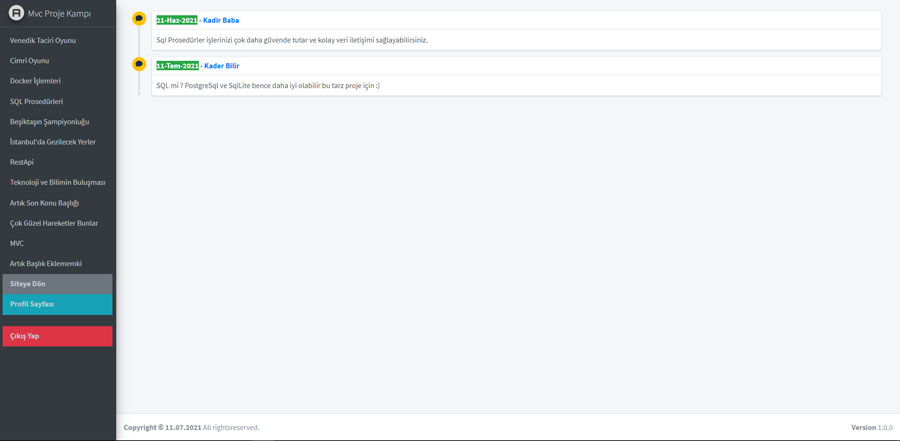 Mvc Proje Kampı
Venedik Taciri Oyunu
Cimri Oyunu
Docker İşlemleri
SQL Prosedürleri
Beşiktaşın Şampiyonluğu
İstanbul'da Gezilecek Yerler
RestApi
Teknoloji ve Bilimin Buluşması
Artık Son Konu Başlığı
Çok Güzel Hareketler Bunlar
MVC
Artık Başlık Eklememki
Siteye Dön
Profil Sayfası
Çıkış Yap
21-Haz-2021 - Kadir Baba
Sql Prosedürler işlerinizi çok daha güvende tutar ve kolay veri iletişimi sağlayabilirsiniz.
11-Tem-2021 - Kader Bilir
SQL mi ? PostgreSql ve SqlLite bence daha iyi olabilir bu tarz proje için :)
Copyright © 11.07.2021 All rightsreserved.
Version 1.0.0